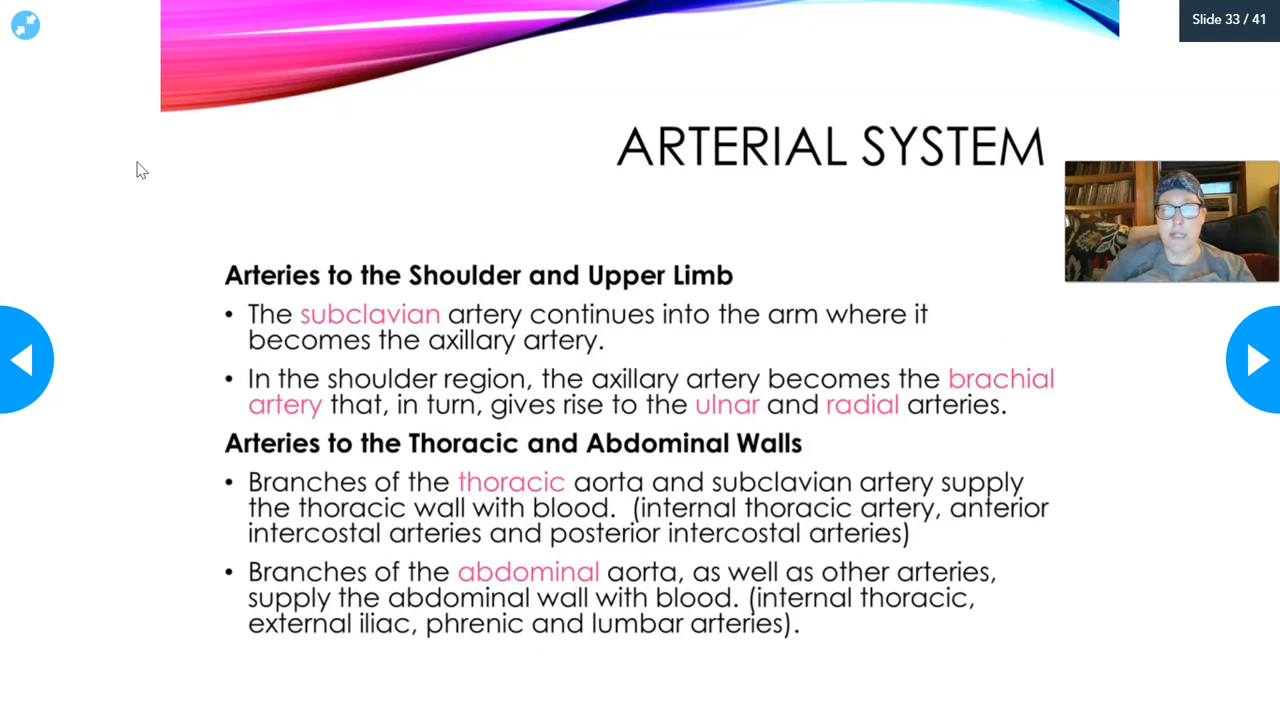 Slide 33 / 41
ARTERIAL SYSTEM
Arteries to the Shoulder and Upper Limb
• The subclavian artery continues into the arm where it
becomes the axillary artery.
• In the shoulder region, the axillary artery becomes the brachial
artery that, in turn, gives rise to the ulnar and radial arteries.
Arteries to the Thoracic and Abdominal Walls
• Branches of the thoracic aorta and subclavian artery supply
the thoracic wall with blood. (internal thoracic artery, anterior
intercostal arteries and posterior intercostal arteries)
• Branches of the abdominal aorta, as well as other arteries,
supply the abdominal wall with blood. (internal thoracic,
external iliac, phrenic and lumbar arteries).